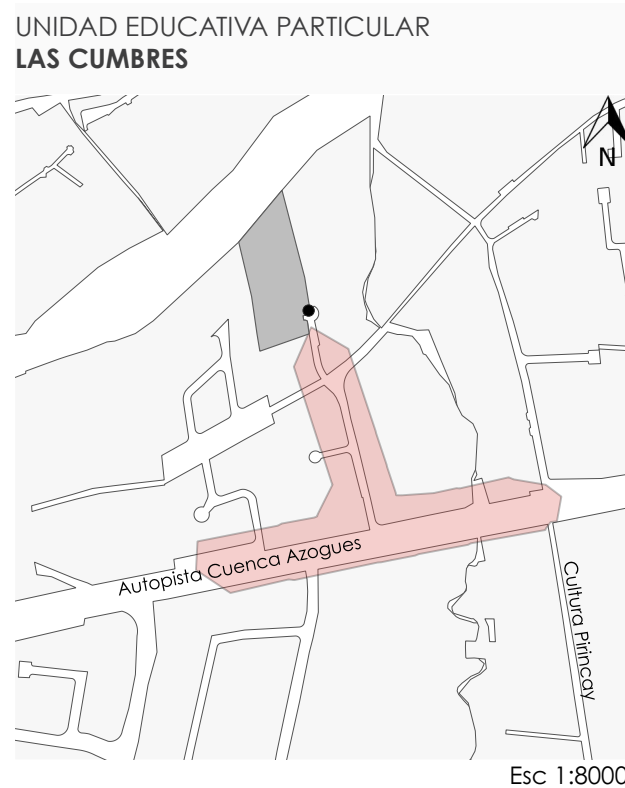 UNIDAD EDUCATIVA PARTICULAR
LAS CUMBRES
N
Autopista Cuenca Azogues
Cultura Pirincay
Esc 1:8000